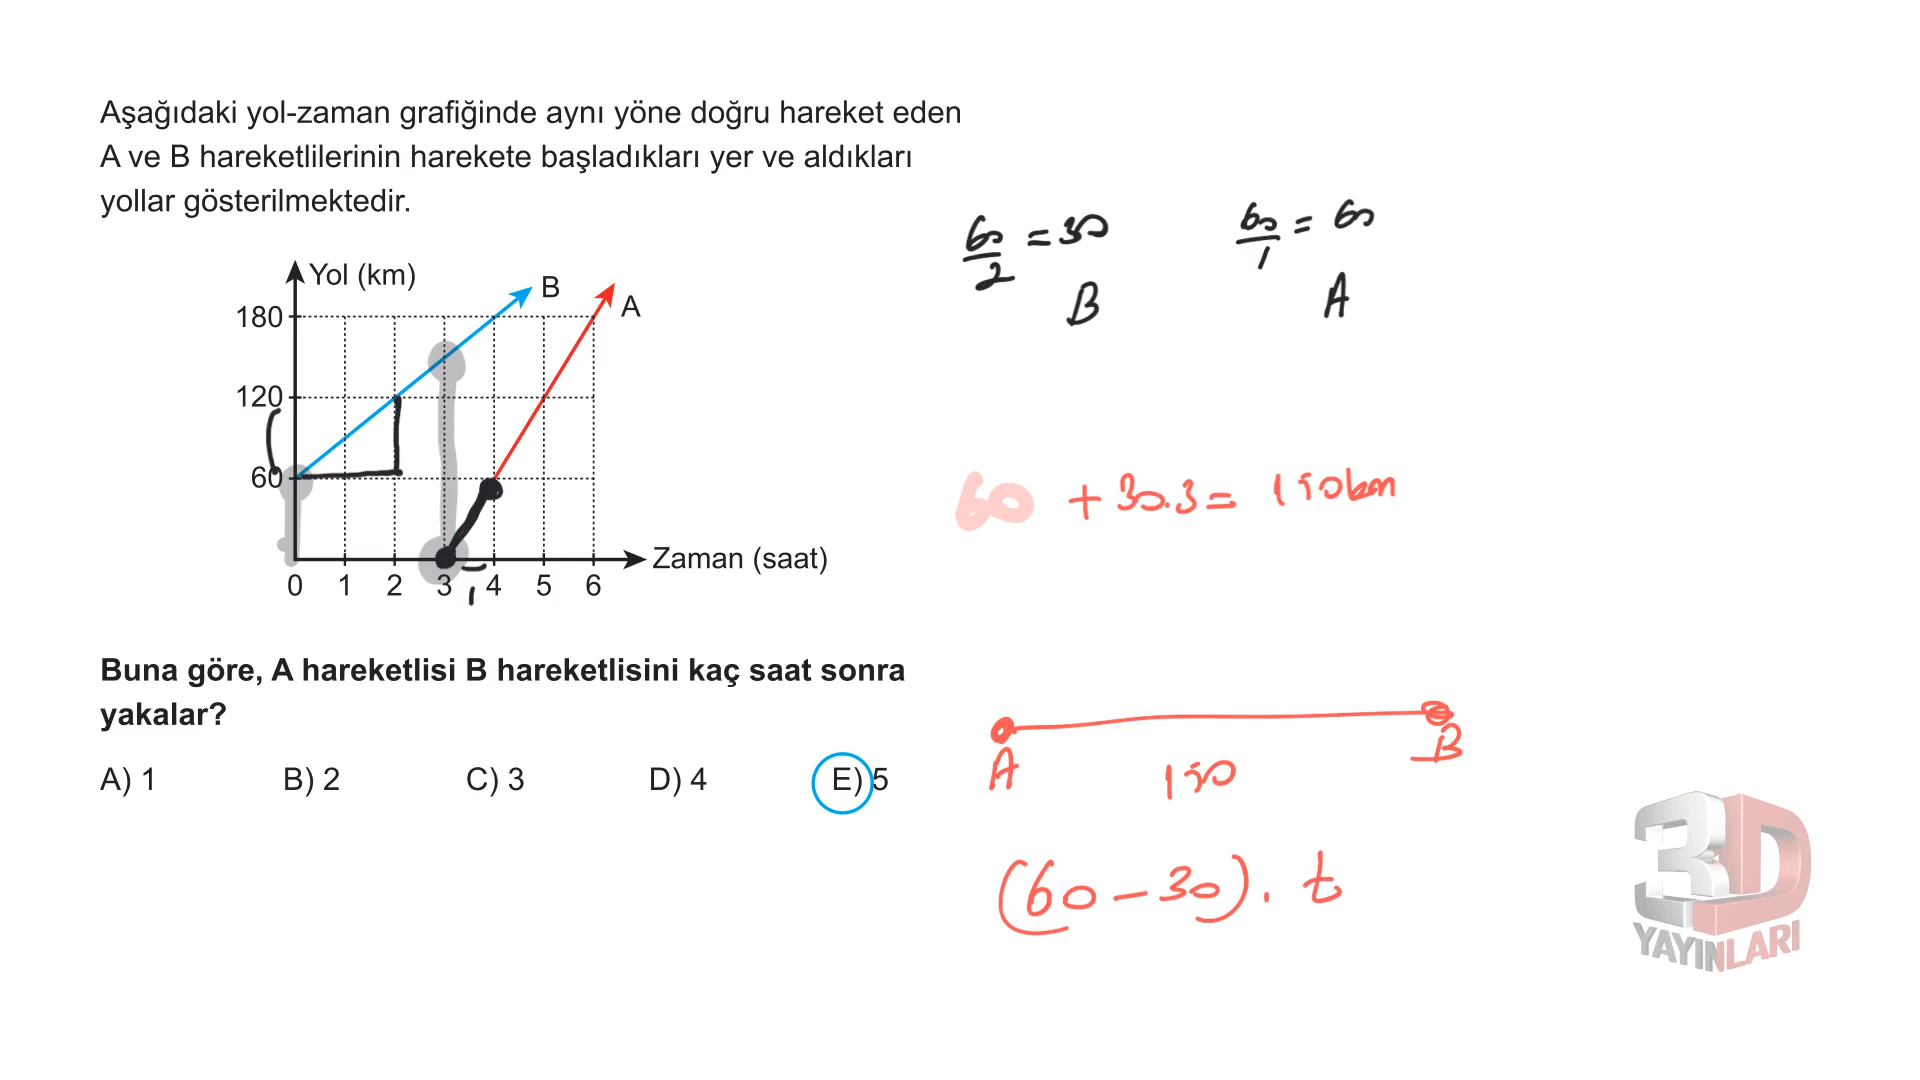 Aşağıdaki yol-zaman grafiğinde aynı yöne doğru hareket eden
A ve B hareketlilerinin harekete başladıkları yer ve aldıkları
yollar gösterilmektedir.
60/2 = 30
B
60/1 = 60
A
Yol (km)
B
A
180
120
60
Zaman (saat)
0 1 2 3 4 5 6
1
60 + 30.3 = 150km
Buna göre, A hareketlisi B hareketlisini kaç saat sonra
yakalar?
A) 1 B) 2 C) 3 D) 4 E) 5
A 150 B
(60 - 30). t
3D
YAYINLARI